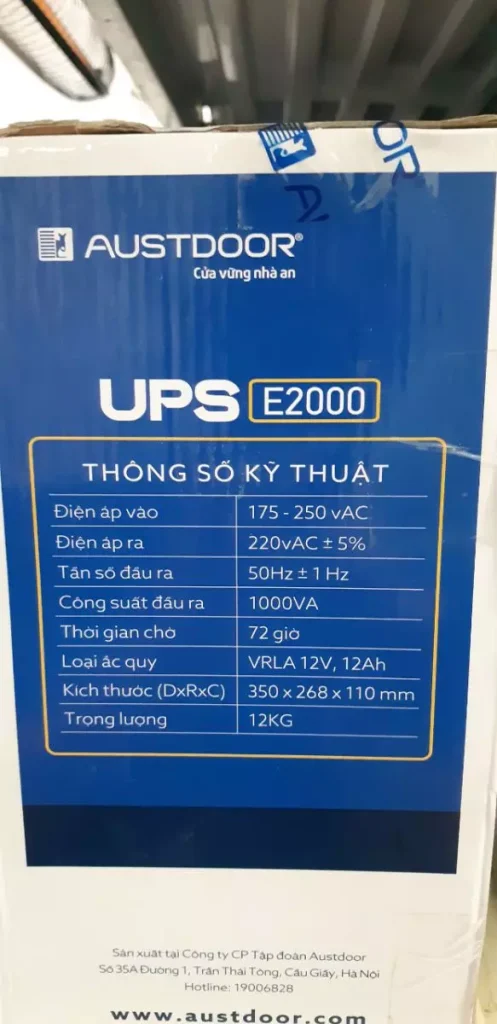 OR
AUSTDOOR®
Cửa vững nhà an
UPS E2000
THÔNG SỐ KỸ THUẬT
Điện áp vào 175 - 250 vAC
Điện áp ra 220vAC ± 5%
Tần số đầu ra 50Hz ± 1 Hz
Công suất đầu ra 1000VA
Thời gian chờ 72 giờ
Loại ắc quy VRLA 12V, 12Ah
Kích thước (DxRxC) 350 x 268 x 110 mm
Trọng lượng 12KG
Sản xuất tại Công ty CP Tập đoàn Austdoor
Số 35A Đường 1, Trần Thái Tông, Cầu Giấy, Hà Nội
Hotline: 19006828
www.austdoor.com